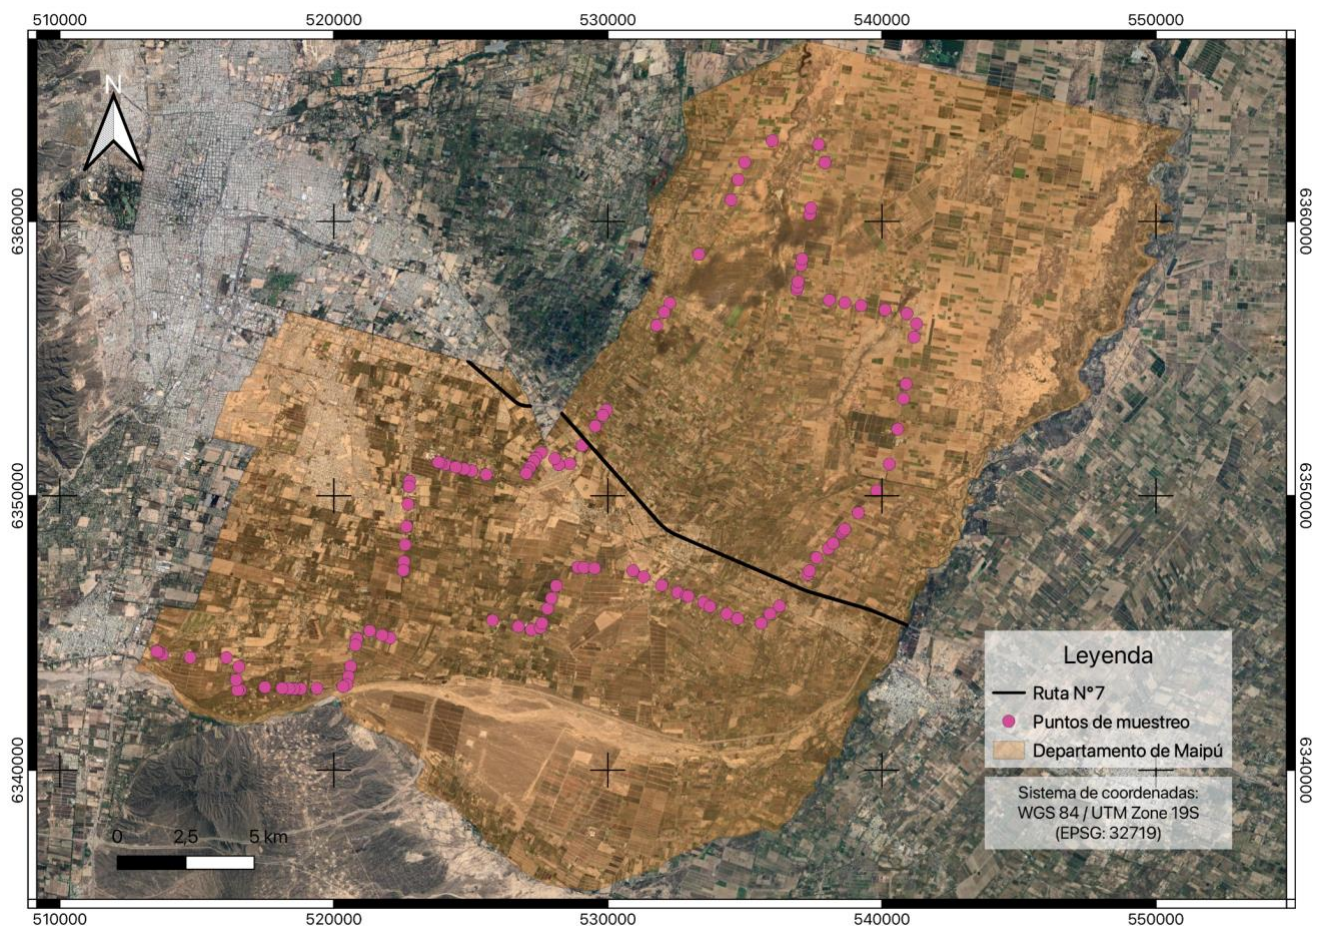 510000 520000 530000 540000 550000
N
6360000 6360000
6350000 6350000
6340000 6340000
Leyenda
Ruta N°7
Puntos de muestreo
Departamento de Maipú
Sistema de coordenadas:
WGS 84 / UTM Zone 19S
(EPSG: 32719)
0 2,5 5 km
510000 520000 530000 540000 550000